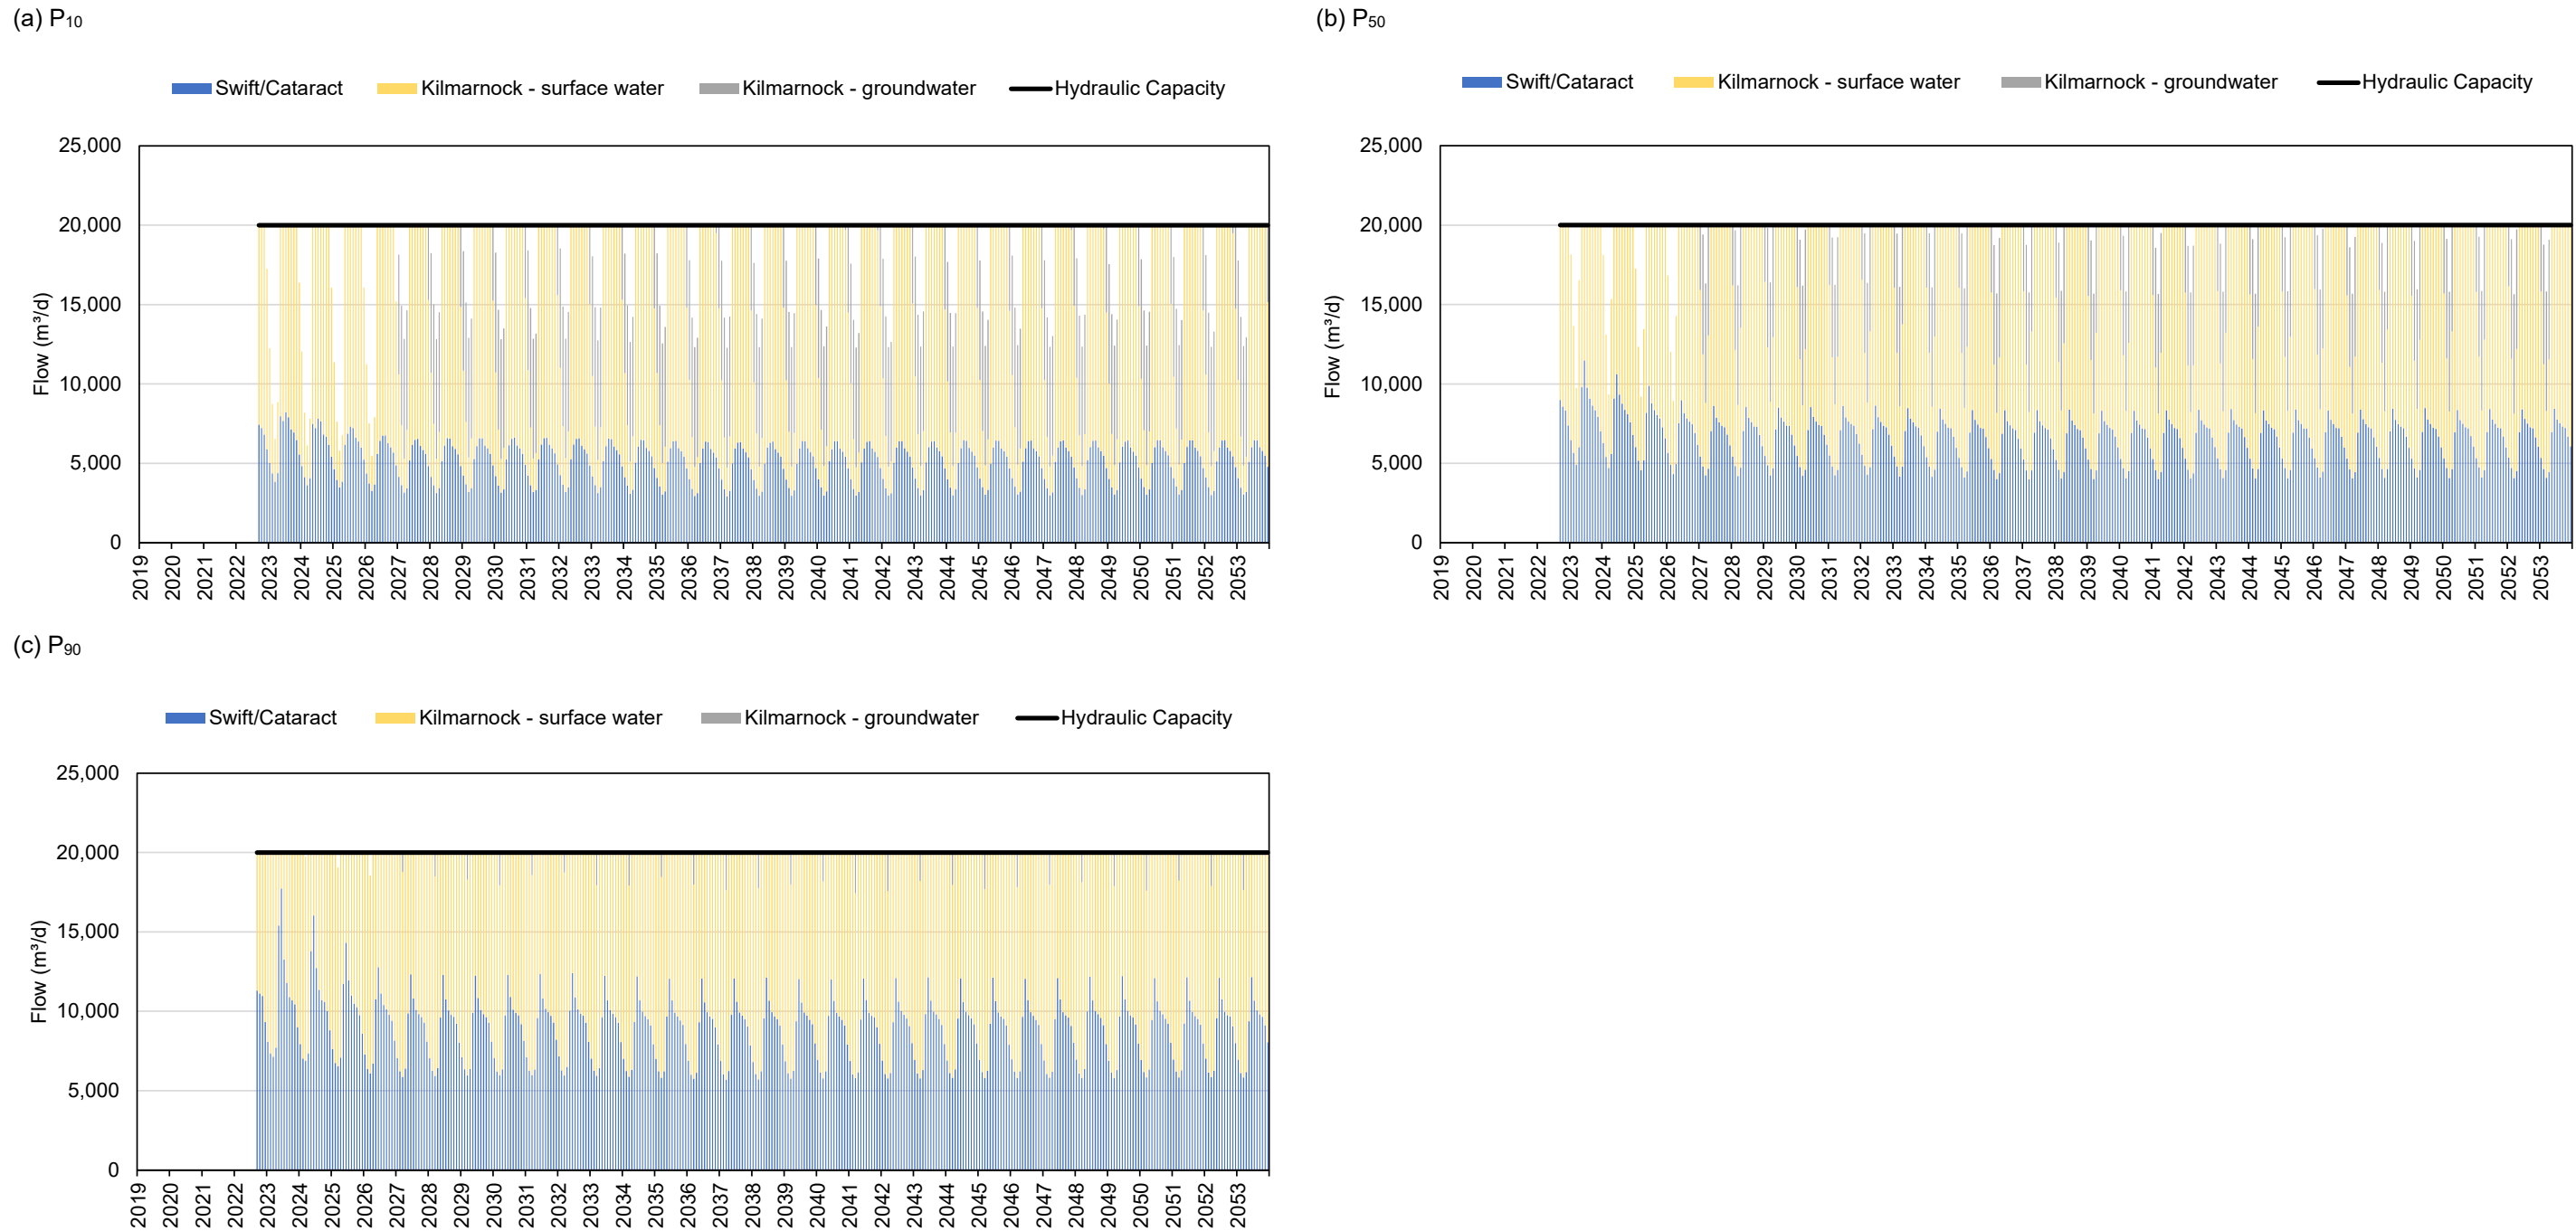 (a) P10
Swift/Cataract Kilmarnock - surface water Kilmarnock - groundwater Hydraulic Capacity
25,000
20,000
15,000
10,000
5,000
0
Flow (m³/d)
2019 2020 2021 2022 2023 2024 2025 2026 2027 2028 2029 2030 2031 2032 2033 2034 2035 2036 2037 2038 2039 2040 2041 2042 2043 2044 2045 2046 2047 2048 2049 2050 2051 2052 2053
(b) P50
Swift/Cataract Kilmarnock - surface water Kilmarnock - groundwater Hydraulic Capacity
25,000
20,000
15,000
10,000
5,000
0
Flow (m³/d)
2019 2020 2021 2022 2023 2024 2025 2026 2027 2028 2029 2030 2031 2032 2033 2034 2035 2036 2037 2038 2039 2040 2041 2042 2043 2044 2045 2046 2047 2048 2049 2050 2051 2052 2053
(c) P90
Swift/Cataract Kilmarnock - surface water Kilmarnock - groundwater Hydraulic Capacity
25,000
20,000
15,000
10,000
5,000
0
Flow (m³/d)
2019 2020 2021 2022 2023 2024 2025 2026 2027 2028 2029 2030 2031 2032 2033 2034 2035 2036 2037 2038 2039 2040 2041 2042 2043 2044 2045 2046 2047 2048 2049 2050 2051 2052 2053